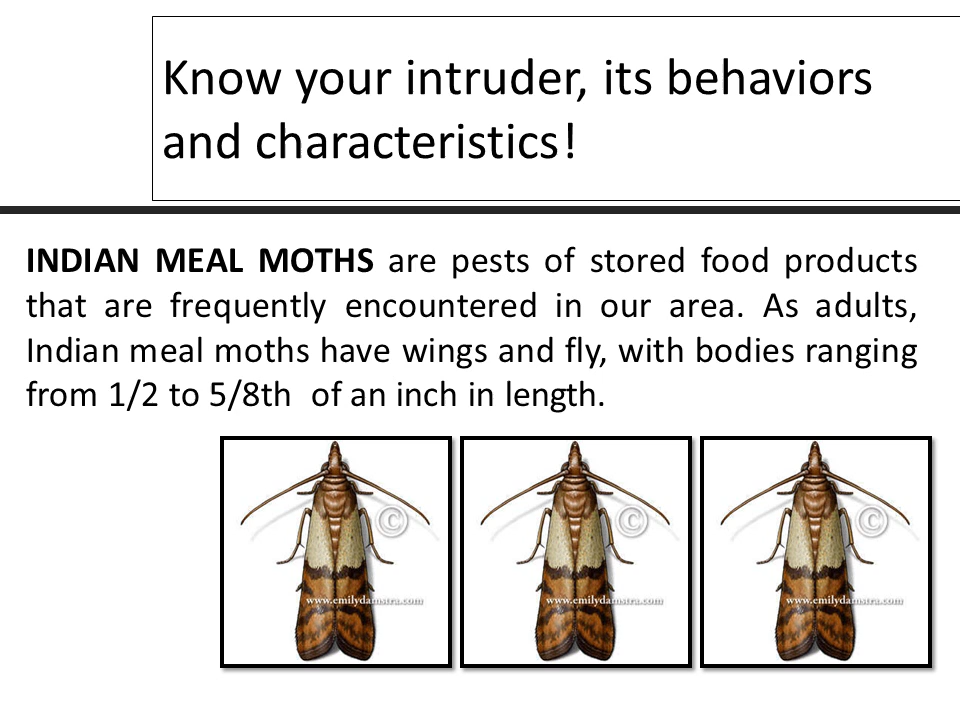 Know your intruder, its behaviors
and characteristics!
INDIAN MEAL MOTHS are pests of stored food products
that are frequently encountered in our area. As adults,
Indian meal moths have wings and fly, with bodies ranging
from 1/2 to 5/8th of an inch in length.
© © ©
www.emilydamstra.com www.emilydamstra.com www.emilydamstra.com